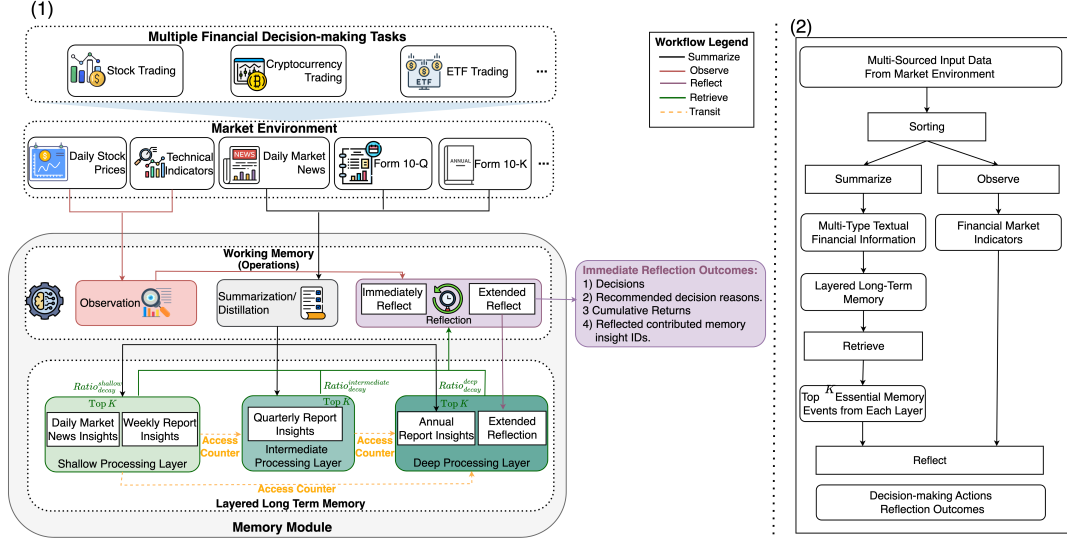 (1)
Multiple Financial Decision-making Tasks
Stock Trading
Cryptocurrency
Trading
ETF
ETF Trading
...
Market Environment
Daily Stock
Prices
Technical
Indicators
NEWS
Daily Market
News
Form 10-Q
ANNUAL
Form 10-K
...
Workflow Legend
Summarize
Observe
Reflect
Retrieve
Transit
Working Memory
(Operations)
Observation
Summarization/
Distillation
Immediately
Reflect
Reflection
Extended
Reflect
Immediate Reflection Outcomes:
1) Decisions
2) Recommended decision reasons.
3 Cumulative Returns
4) Reflected contributed memory
insight IDs.
Ratio^{shallow}_{decay}
Ratio^{intermediate}_{decay}
Ratio^{deep}_{decay}
Top K
Daily Market
News Insights
Weekly Report
Insights
Shallow Processing Layer
Access
Counter
Top K
Quarterly Report
Insights
Intermediate
Processing Layer
Access
Counter
Top K
Annual
Report Insights
Extended
Reflection
Deep Processing Layer
Access Counter
Layered Long Term Memory
Memory Module
(2)
Multi-Sourced Input Data
From Market Environment
Sorting
Summarize
Observe
Multi-Type Textual
Financial Information
Financial Market
Indicators
Layered Long-Term
Memory
Retrieve
Top K Essential Memory
Events from Each Layer
Reflect
Decision-making Actions
Reflection Outcomes